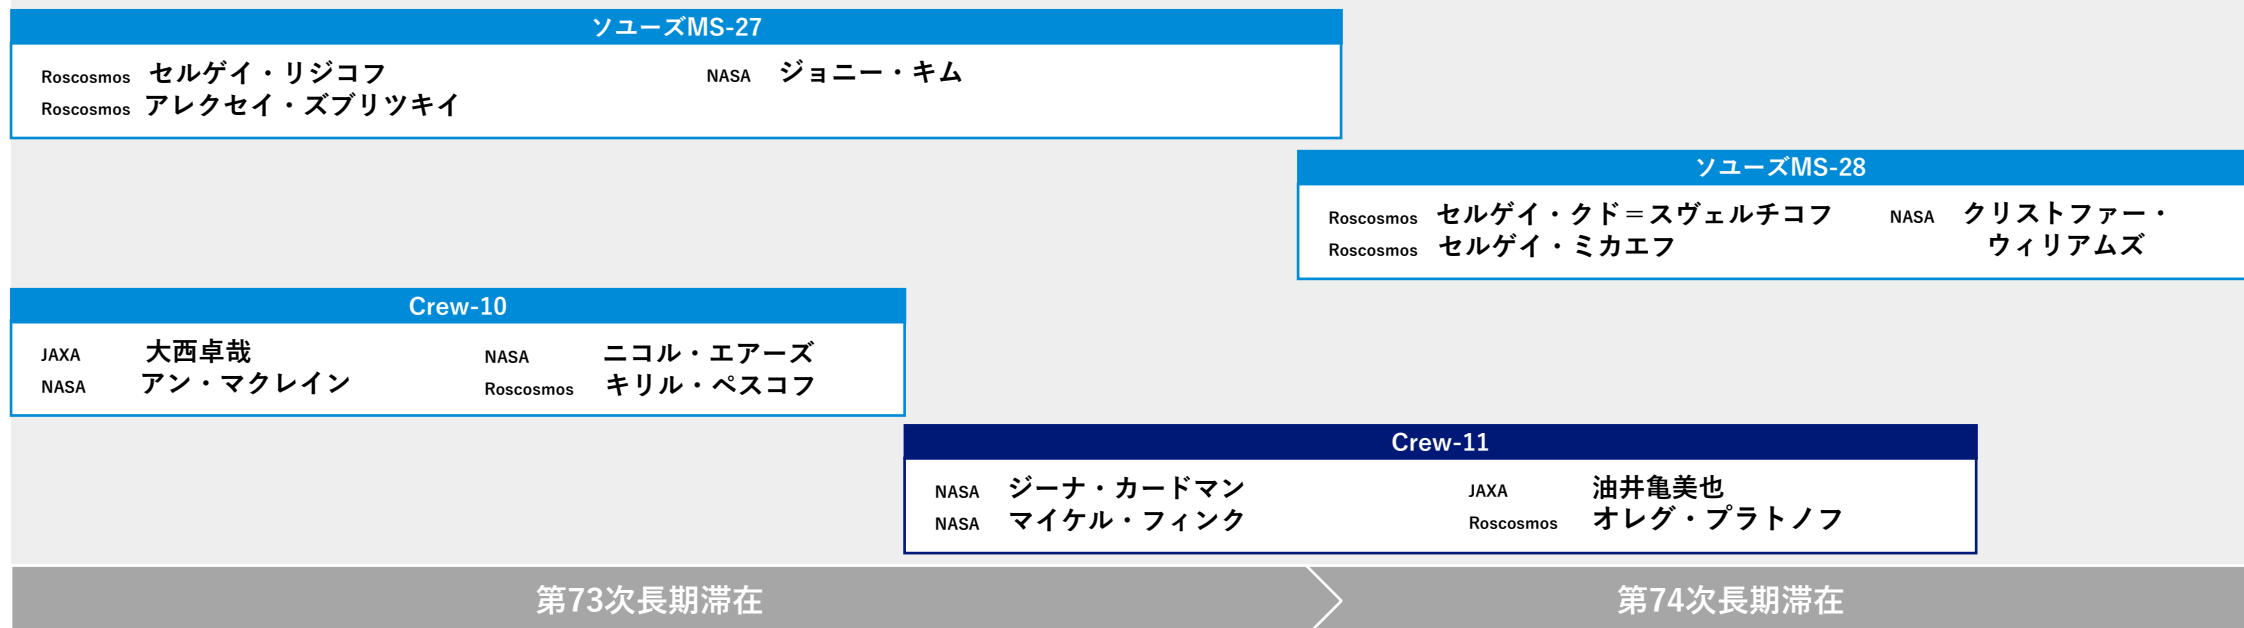 ソユーズMS-27
Roscosmos セルゲイ・リジコフ NASA ジョニー・キム
Roscosmos アレクセイ・ズブリツキイ
ソユーズMS-28
Roscosmos セルゲイ・クド＝スヴェルチコフ NASA クリストファー・
Roscosmos セルゲイ・ミカエフ ウィリアムズ
Crew-10
JAXA 大西卓哉 NASA ニコル・エアーズ
NASA アン・マクレイン Roscosmos キリル・ペスコフ
Crew-11
NASA ジーナ・カードマン JAXA 油井亀美也
NASA マイケル・フィンク Roscosmos オレグ・プラトノフ
第73次長期滞在 第74次長期滞在